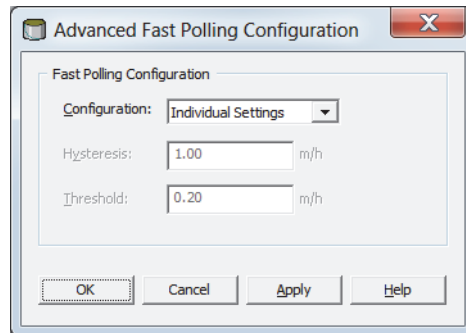 Advanced Fast Polling Configuration
Fast Polling Configuration
Configuration: Individual Settings
Hysteresis: 1.00 m/h
Threshold: 0.20 m/h
OK Cancel Apply Help